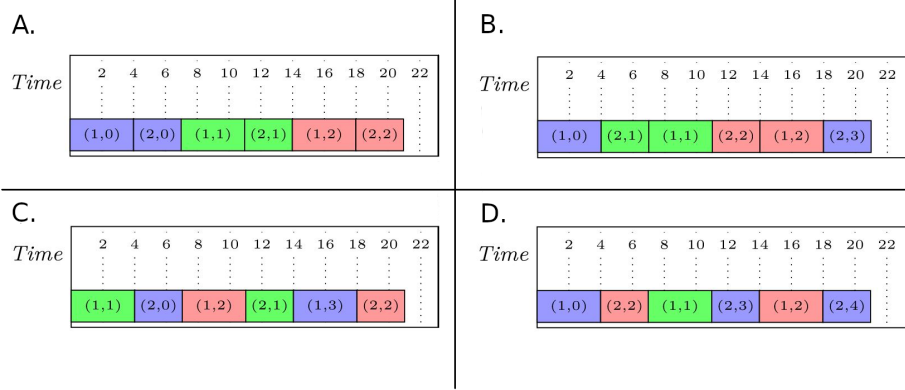 A.
2 4 6 8 10 12 14 16 18 20 22
Time
(1,0) (2,0) (1,1) (2,1) (1,2) (2,2)
B.
2 4 6 8 10 12 14 16 18 20 22
Time
(1,0) (2,1) (1,1) (2,2) (1,2) (2,3)
C.
2 4 6 8 10 12 14 16 18 20 22
Time
(1,1) (2,0) (1,2) (2,1) (1,3) (2,2)
D.
2 4 6 8 10 12 14 16 18 20 22
Time
(1,0) (2,2) (1,1) (2,3) (1,2) (2,4)